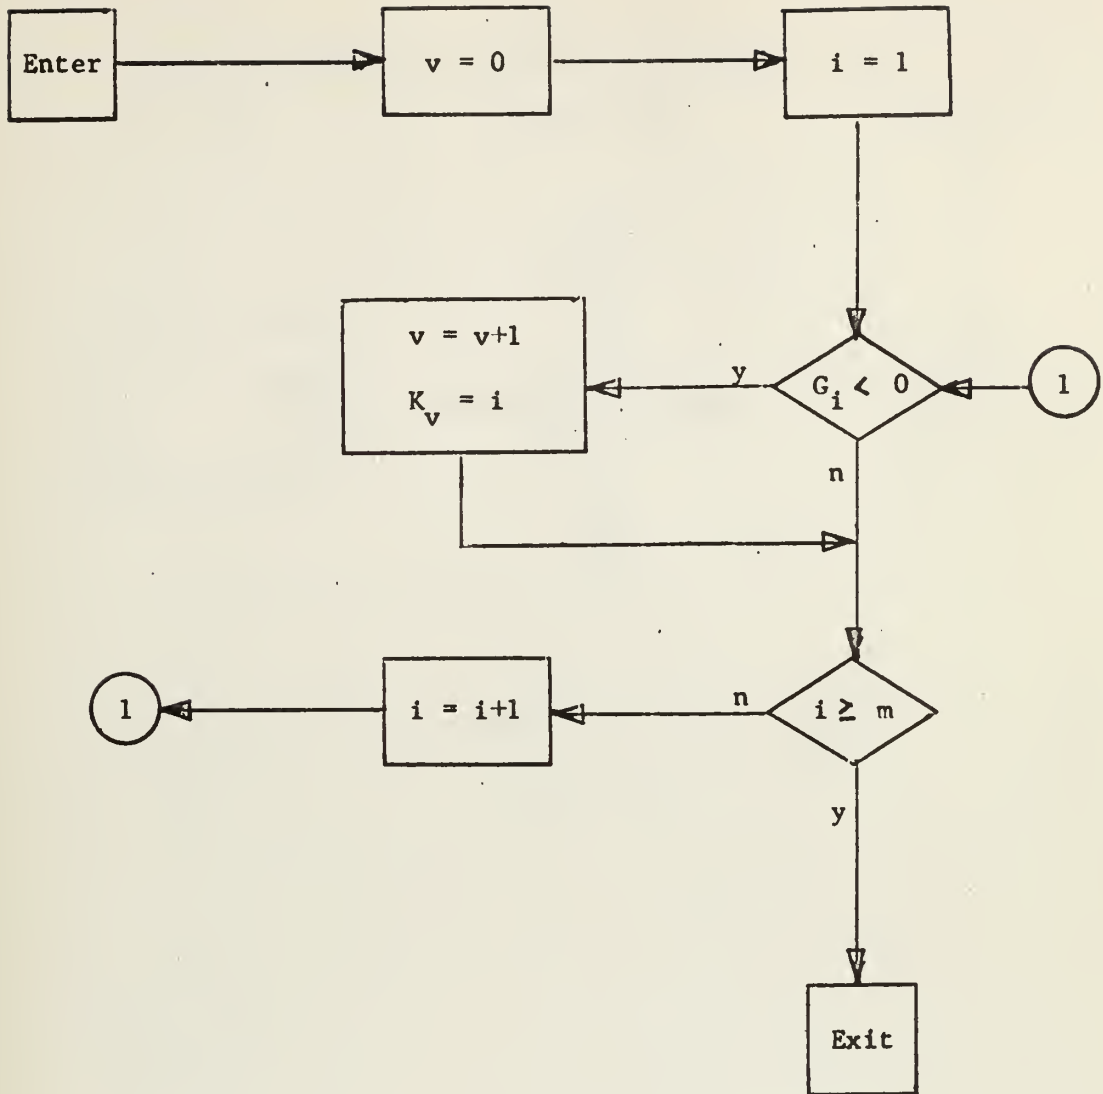 Enter
v = 0
i = 1
v = v+1
K_v = i
y
G_i < 0
1
n
1
i = i+1
n
i ≥ m
y
Exit